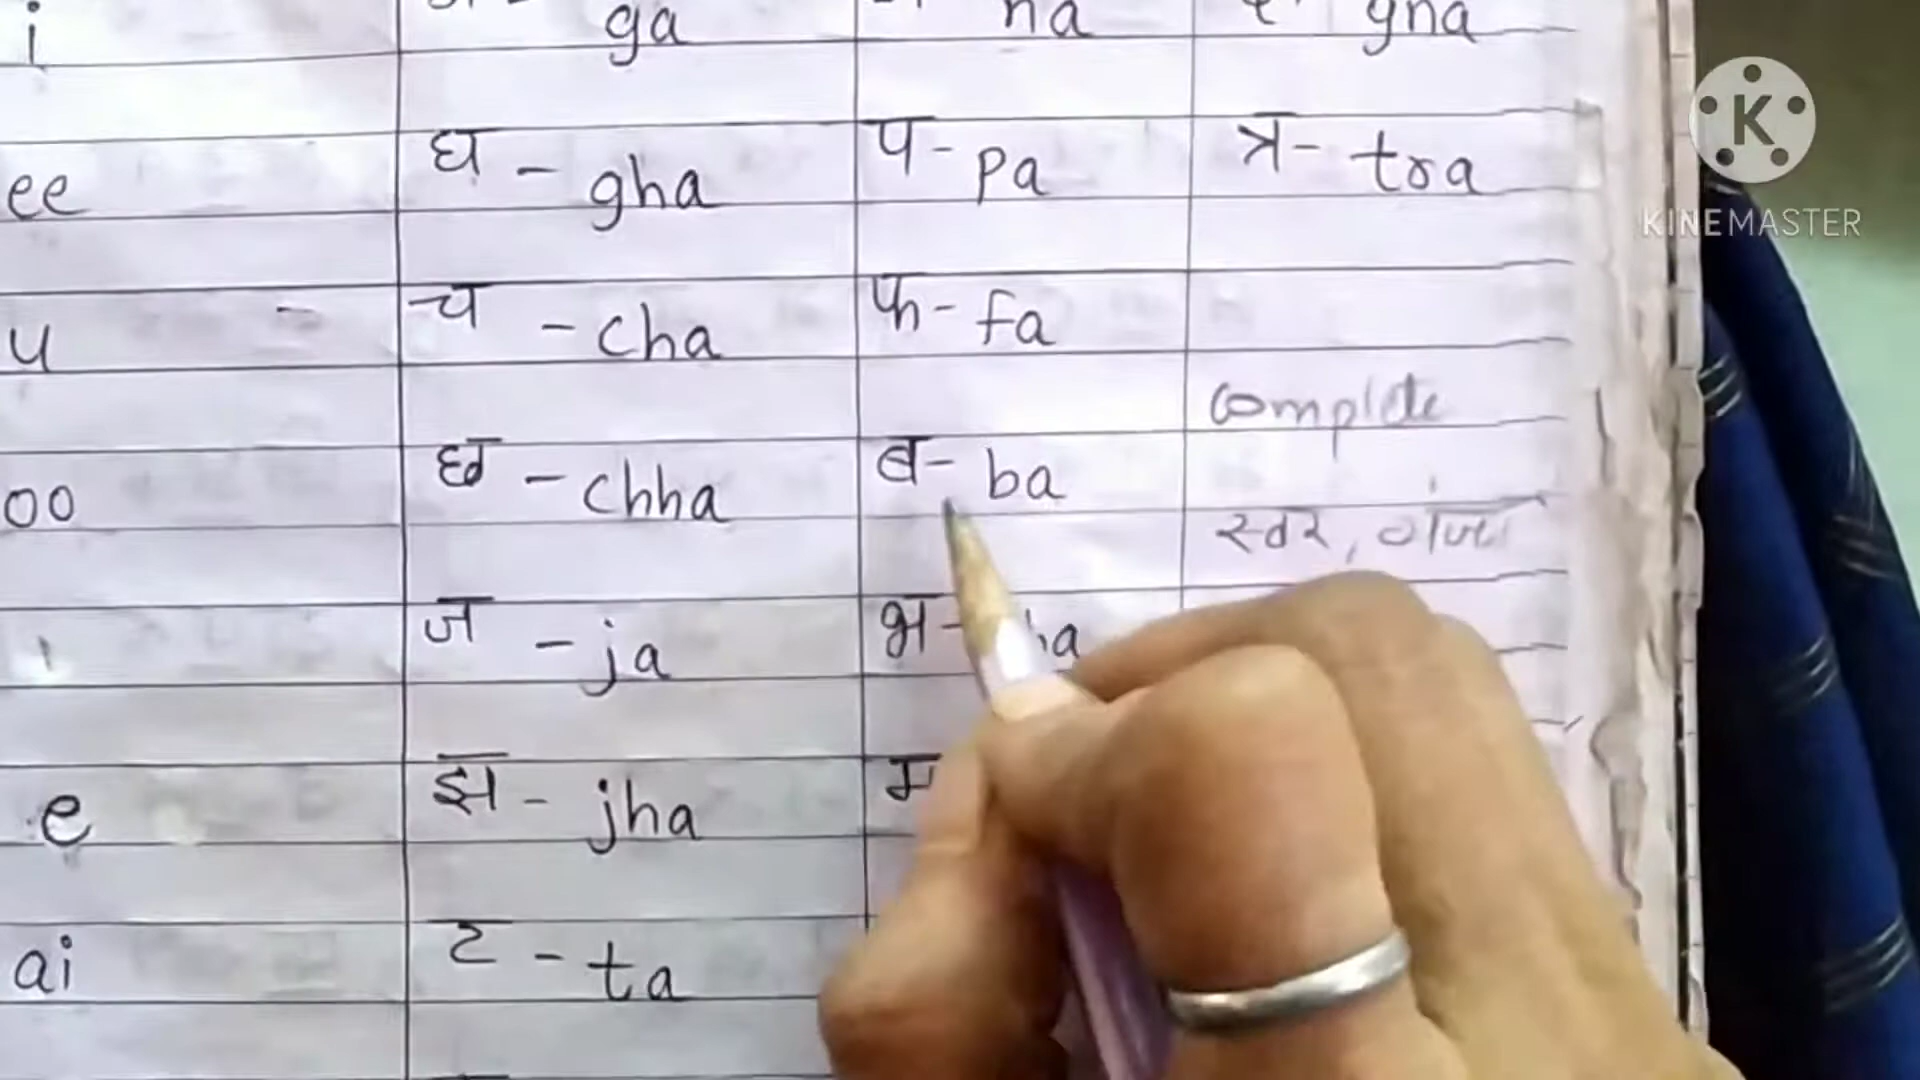 i ga na gna
ee घ - gha प - pa त्र - tra
u च - cha फ - fa
complete
oo छ - chha ब - ba
स्वर,
ज - ja भ -
e झ - jha म
ai ट - ta
K
KINEMASTER